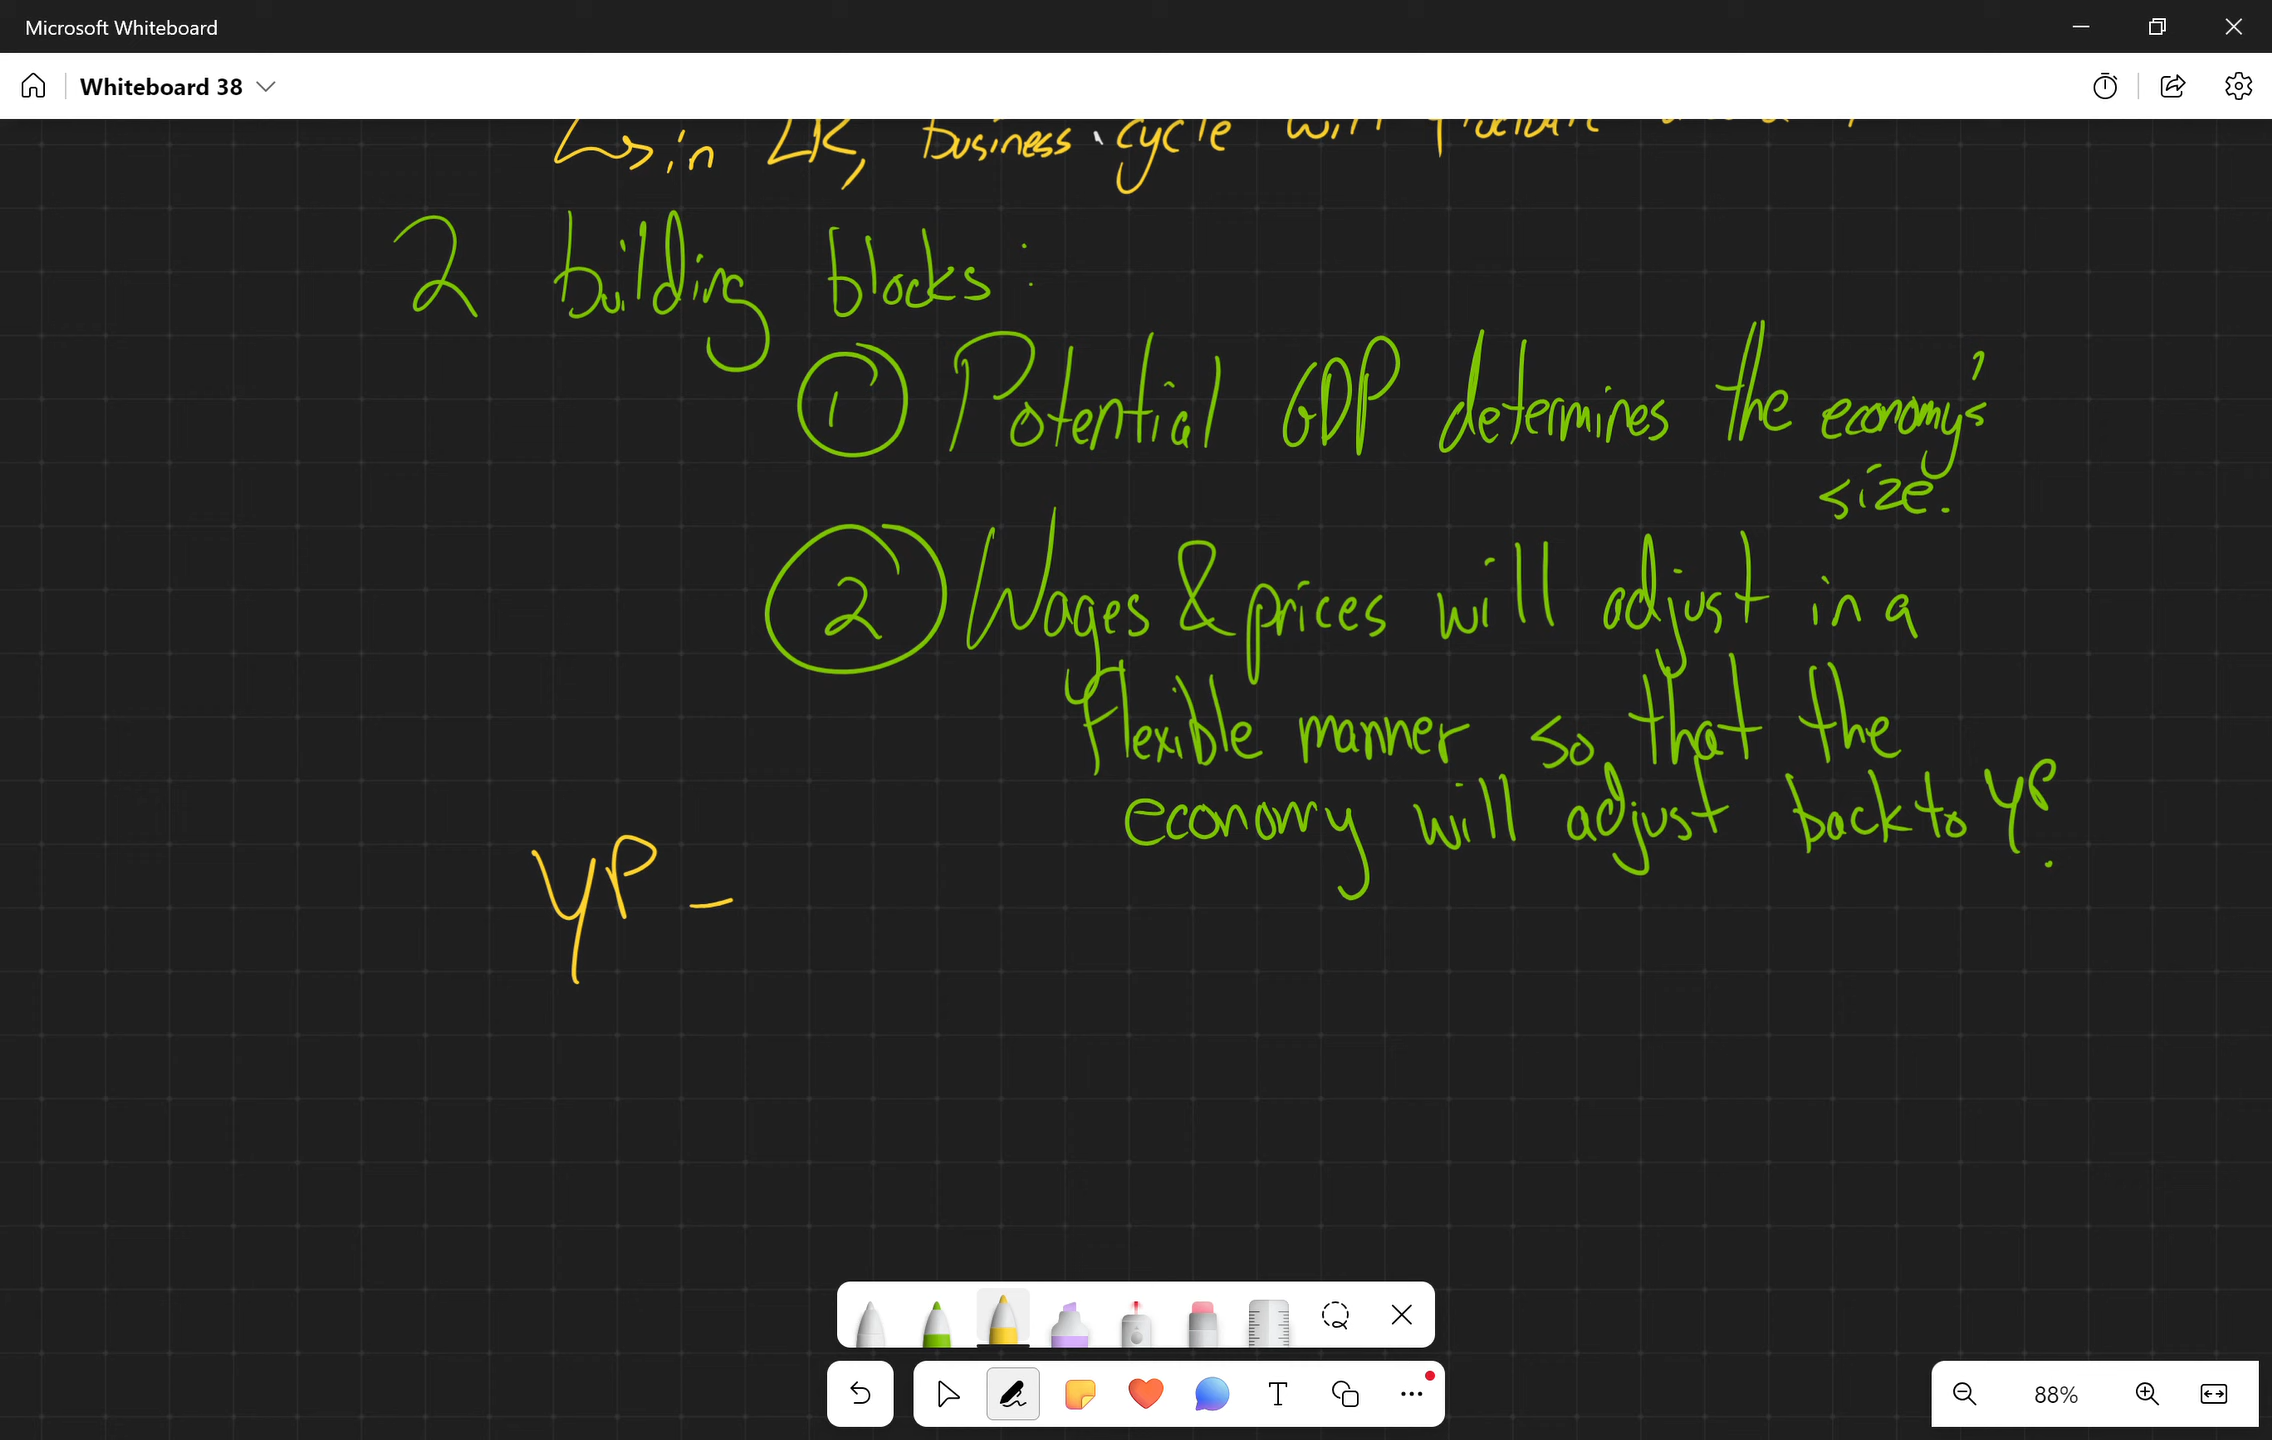 Microsoft Whiteboard
Whiteboard 38
↳ in LR, business cycle will
2 building blocks:
① Potential GDP determines the economy's
size.
② Wages & prices will adjust in a
flexible manner so that the
economy will adjust back to YP.
YP -
T
88%